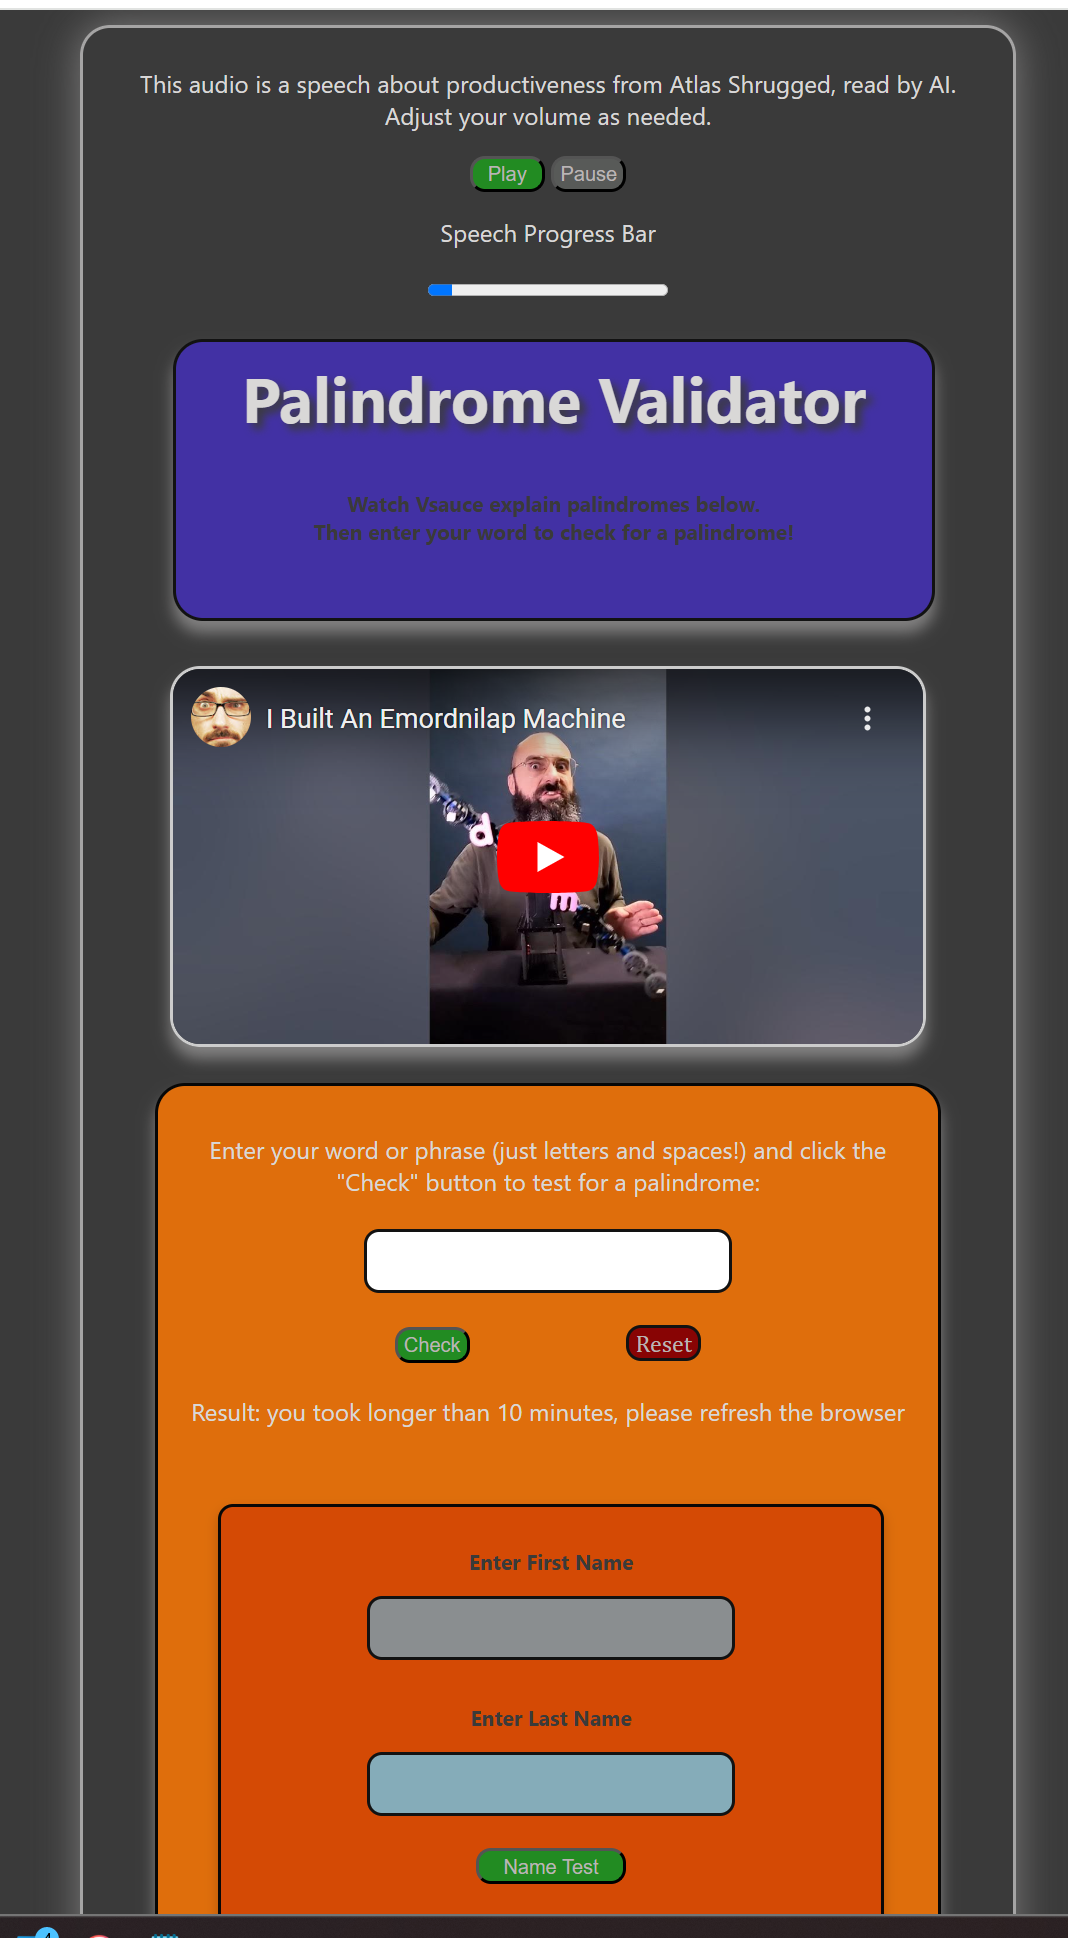 This audio is a speech about productiveness from Atlas Shrugged, read by AI.
Adjust your volume as needed.
Play Pause
Speech Progress Bar
Palindrome Validator
Watch Vsauce explain palindromes below.
Then enter your word to check for a palindrome!
I Built An Emordnilap Machine
Enter your word or phrase (just letters and spaces!) and click the
"Check" button to test for a palindrome:
Check Reset
Result: you took longer than 10 minutes, please refresh the browser
Enter First Name
Enter Last Name
Name Test